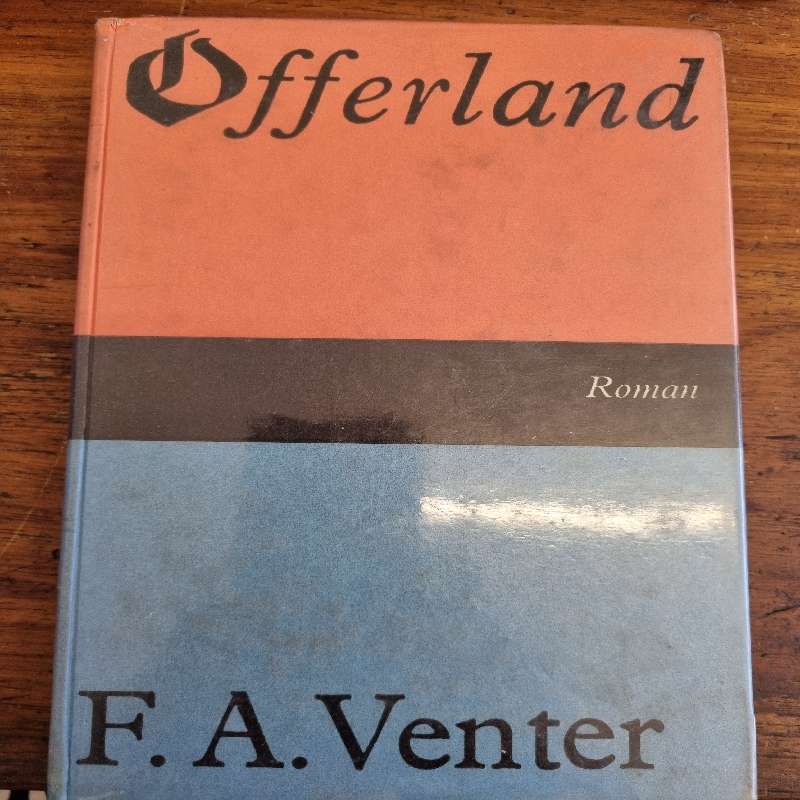 Offerland
Roman
F. A. Venter